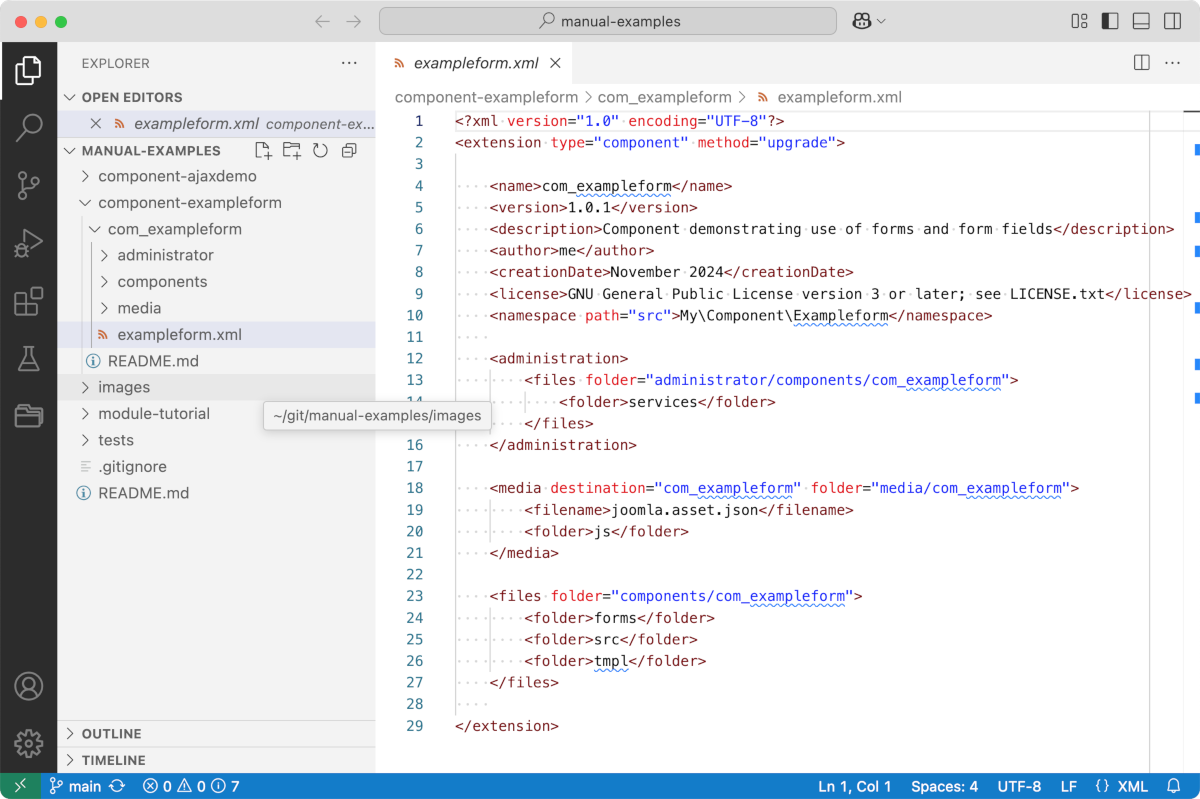 manual-examples
EXPLORER
OPEN EDITORS
exampleform.xml component-ex...
MANUAL-EXAMPLES
component-ajaxdemo
component-exampleform
com_exampleform
administrator
components
media
exampleform.xml
README.md
images
~/git/manual-examples/images
module-tutorial
tests
.gitignore
README.md
OUTLINE
TIMELINE
exampleform.xml
component-exampleform > com_exampleform > exampleform.xml
1 <?xml version="1.0" encoding="UTF-8"?>
2 <extension type="component" method="upgrade">
3
4 <name>com_exampleform</name>
5 <version>1.0.1</version>
6 <description>Component demonstrating use of forms and form fields</description>
7 <author>me</author>
8 <creationDate>November 2024</creationDate>
9 <license>GNU General Public License version 3 or later; see LICENSE.txt</license>
10 <namespace path="src">My\Component\Exampleform</namespace>
11
12 <administration>
13 <files folder="administrator/components/com_exampleform">
14 <folder>services</folder>
</files>
16 </administration>
17
18 <media destination="com_exampleform" folder="media/com_exampleform">
19 <filename>joomla.asset.json</filename>
20 <folder>js</folder>
21 </media>
22
23 <files folder="components/com_exampleform">
24 <folder>forms</folder>
25 <folder>src</folder>
26 <folder>tmpl</folder>
27 </files>
28
29 </extension>
main 0 0 7 Ln 1, Col 1 Spaces: 4 UTF-8 LF {} XML